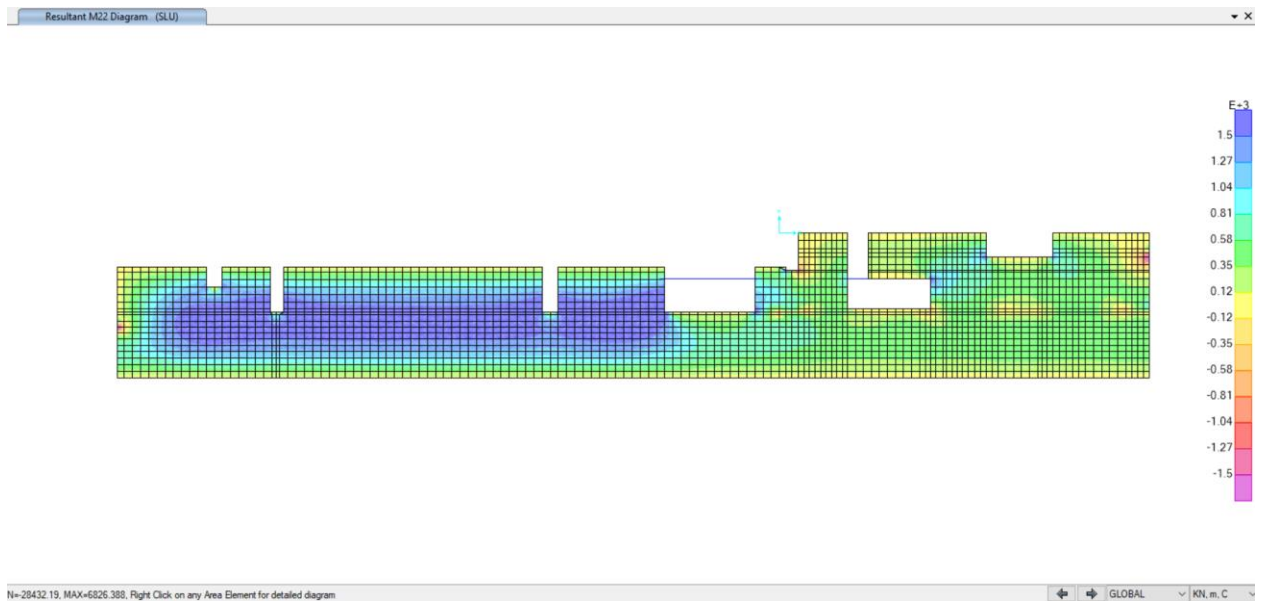 Resultant M22 Diagram (SLU)
E+3
1.5
1.27
1.04
0.81
0.58
0.35
0.12
-0.12
-0.35
-0.58
-0.81
-1.04
-1.27
-1.5
N=-28432.19, MAX=6826.388, Right Click on any Area Element for detailed diagram
GLOBAL
KN, m, C